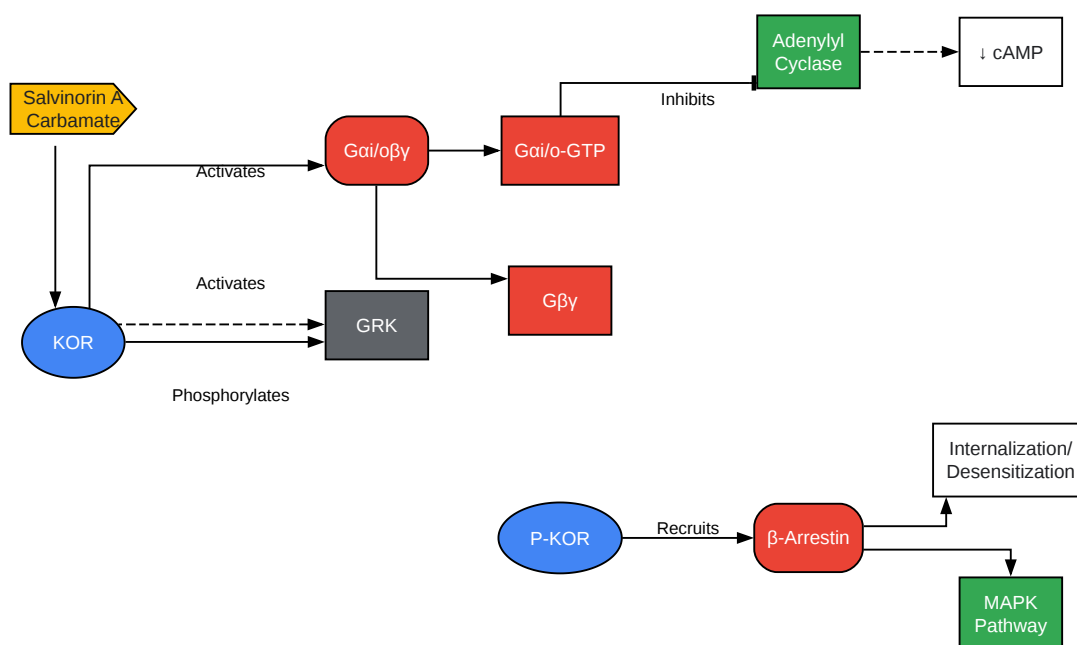 Adenylyl
Cyclase
↓ cAMP
Salvinorin A
Carbamate
Inhibits
Gαi/oβγ
Gαi/o-GTP
Activates
Activates
Gβγ
GRK
KOR
Phosphorylates
Internalization/
Desensitization
P-KOR
Recruits
β-Arrestin
MAPK
Pathway